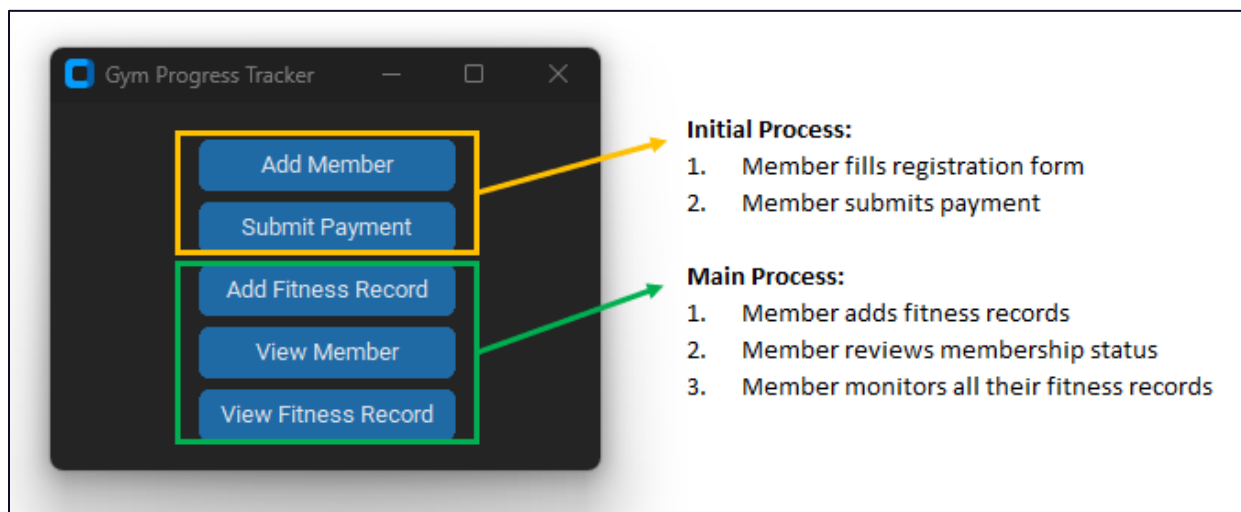 Gym Progress Tracker
Add Member
Submit Payment
Add Fitness Record
View Member
View Fitness Record
Initial Process:
1. Member fills registration form
2. Member submits payment
Main Process:
1. Member adds fitness records
2. Member reviews membership status
3. Member monitors all their fitness records